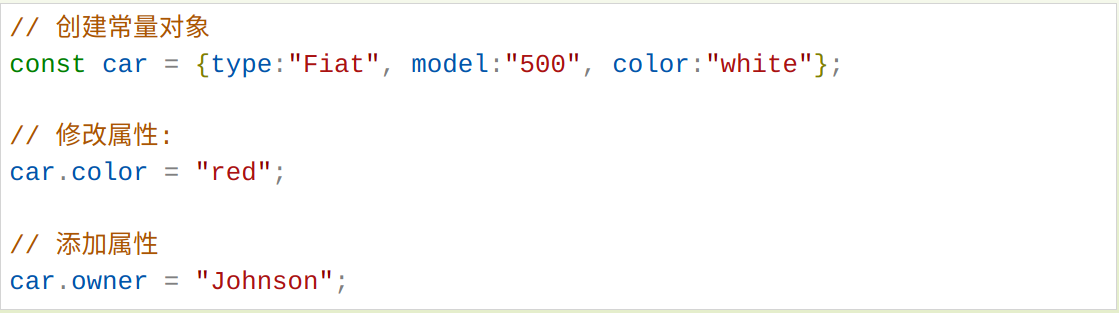 // 创建常量对象
const car = {type:"Fiat", model:"500", color:"white"};
// 修改属性:
car.color = "red";
// 添加属性
car.owner = "Johnson";